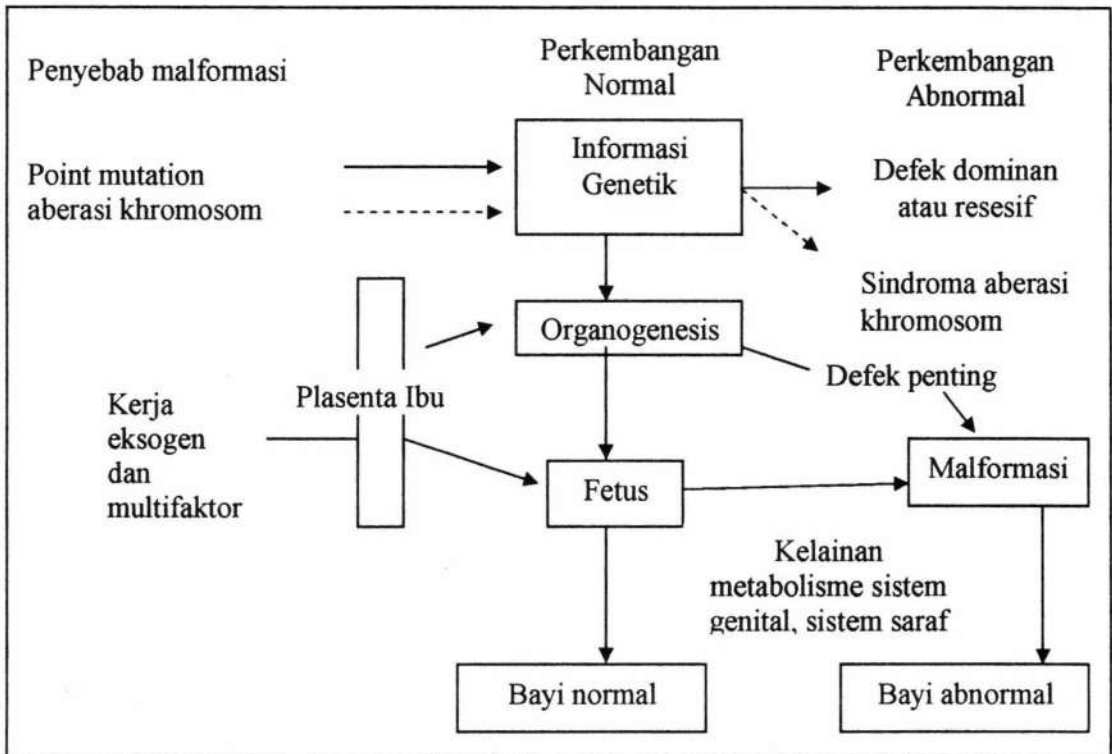 Penyebab malformasi
Perkembangan
Normal
Perkembangan
Abnormal
Point mutation
aberasi khromosom
Informasi
Genetik
Defek dominan
atau resesif
Sindroma aberasi
khromosom
Organogenesis
Defek penting
Plasenta Ibu
Kerja
eksogen
dan
multifaktor
Fetus
Malformasi
Kelainan
metabolisme sistem
genital, sistem saraf
Bayi normal
Bayi abnormal